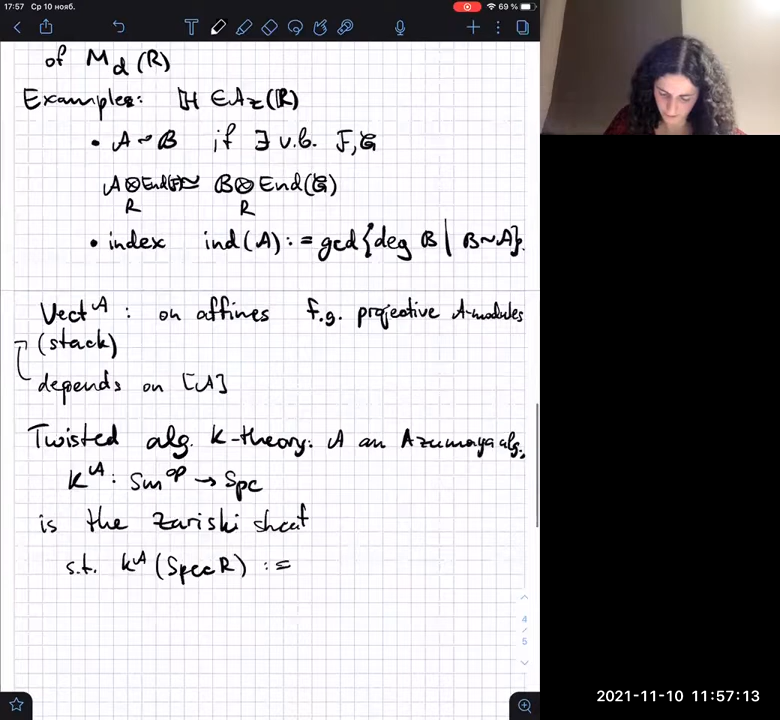 17:57 Ср 10 нояб.
69 %
of M_d(R)
Examples: ℍ ∈ Az(ℝ)
• A ~ B if ∃ v.b. F, G
A ⊗ End(F) ≃ B ⊗ End(G)
R R
• index ind(A) := gcd{deg B | B~A}.
Vect^A : on affines f.g. projective A-modules
(stack)
depends on [A]
Twisted alg. K-theory: A an Azumaya alg.,
K^A : Sm^op → Spc
is the Zariski sheaf
s.t. K^A (Spec R) :=
4
/
5
2021-11-10 11:57:13